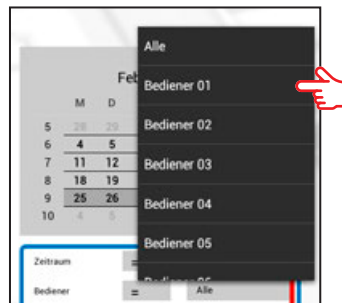 Alle
Feb
Bediener 01
M D
Bediener 02
5 28 29
6 4 5
Bediener 03
7 11 12
8 18 19
Bediener 04
9 25 26
10 4 5
Bediener 05
Zeitraum =
Bediener = Alle